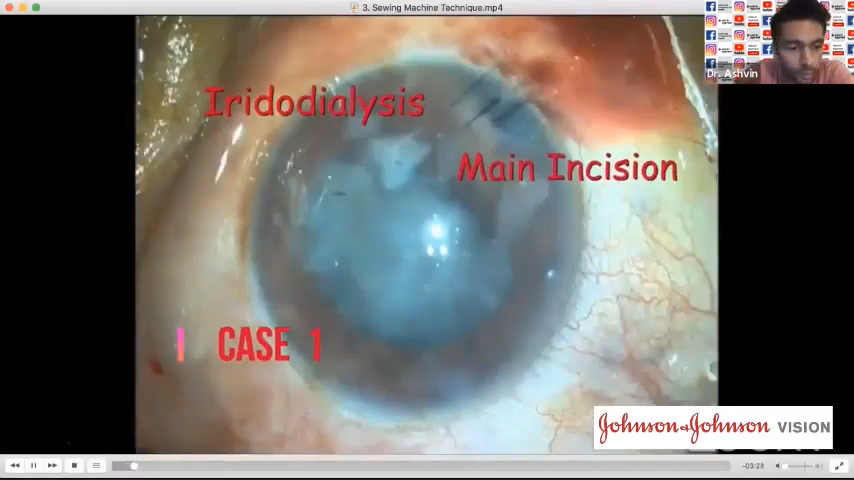 3. Sewing Machine Technique.mp4
Dr. Ashvin
Iridodialysis
Main Incision
CASE 1
Johnson & Johnson VISION
-03:28